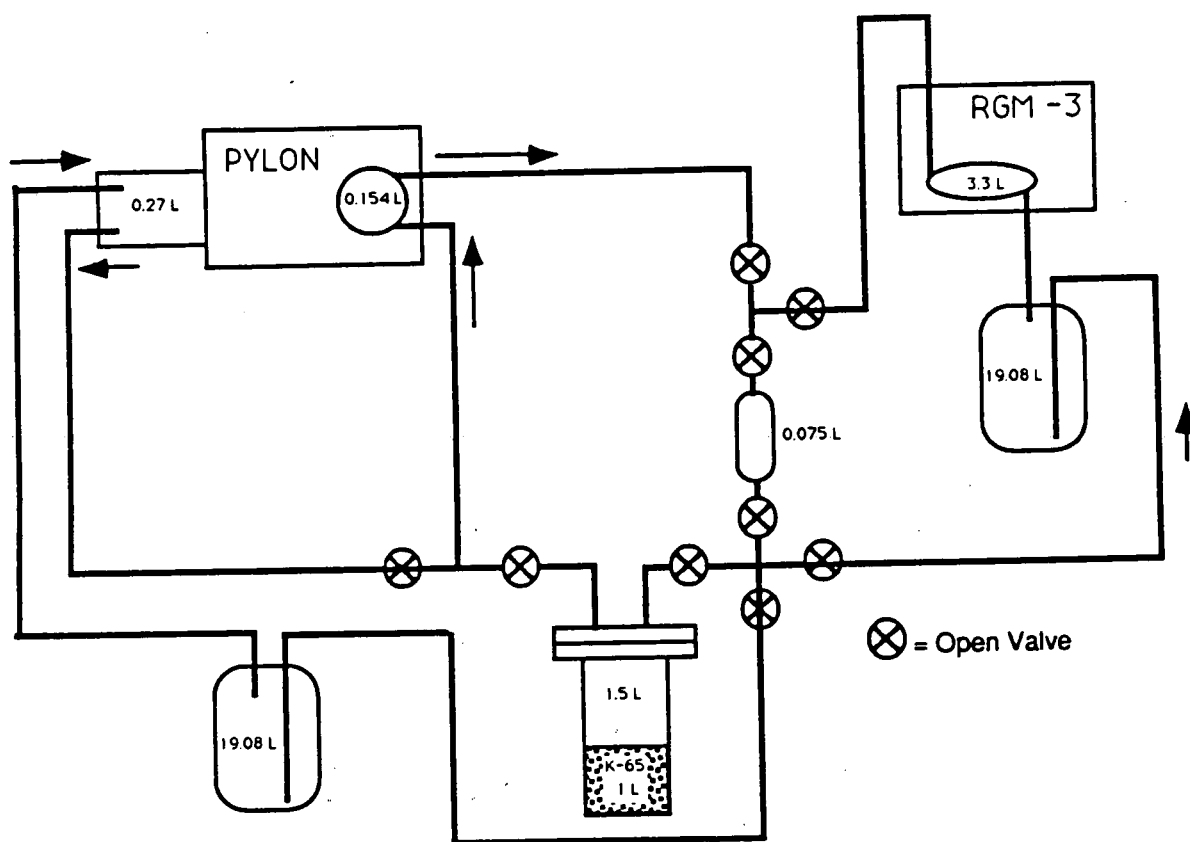 RGM -3
3.3 L
PYLON
0.27 L
0.154 L
19.08 L
0.075 L
= Open Valve
1.5 L
K-65
1 L
19.08 L